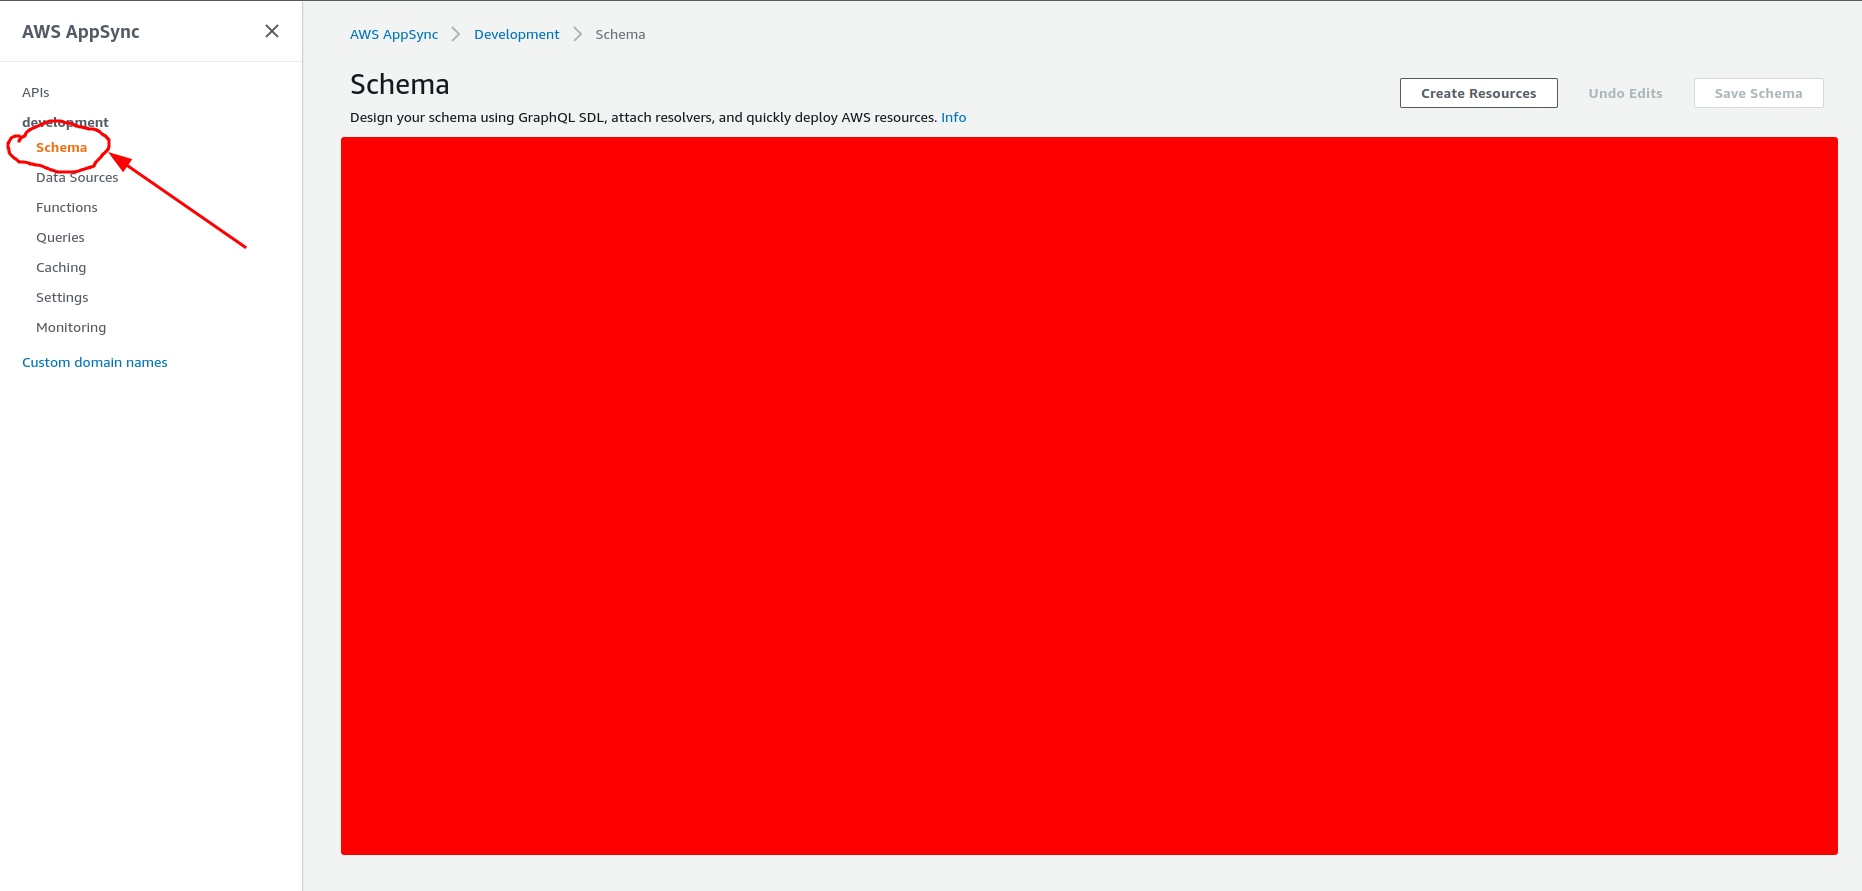 AWS AppSync
APIs
development
Schema
Data Sources
Functions
Queries
Caching
Settings
Monitoring
Custom domain names
AWS AppSync > Development > Schema
Schema
Design your schema using GraphQL SDL, attach resolvers, and quickly deploy AWS resources. Info
Create Resources
Undo Edits
Save Schema